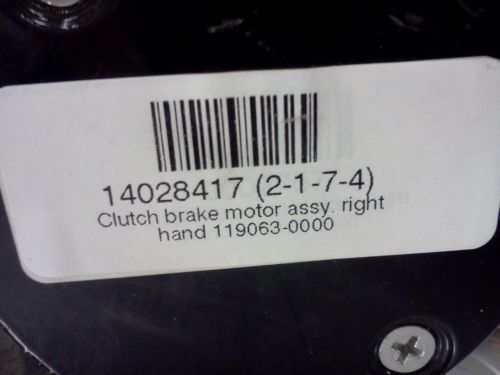 14028417 (2-1-7-4)
Clutch brake motor assy. right
hand 119063-0000